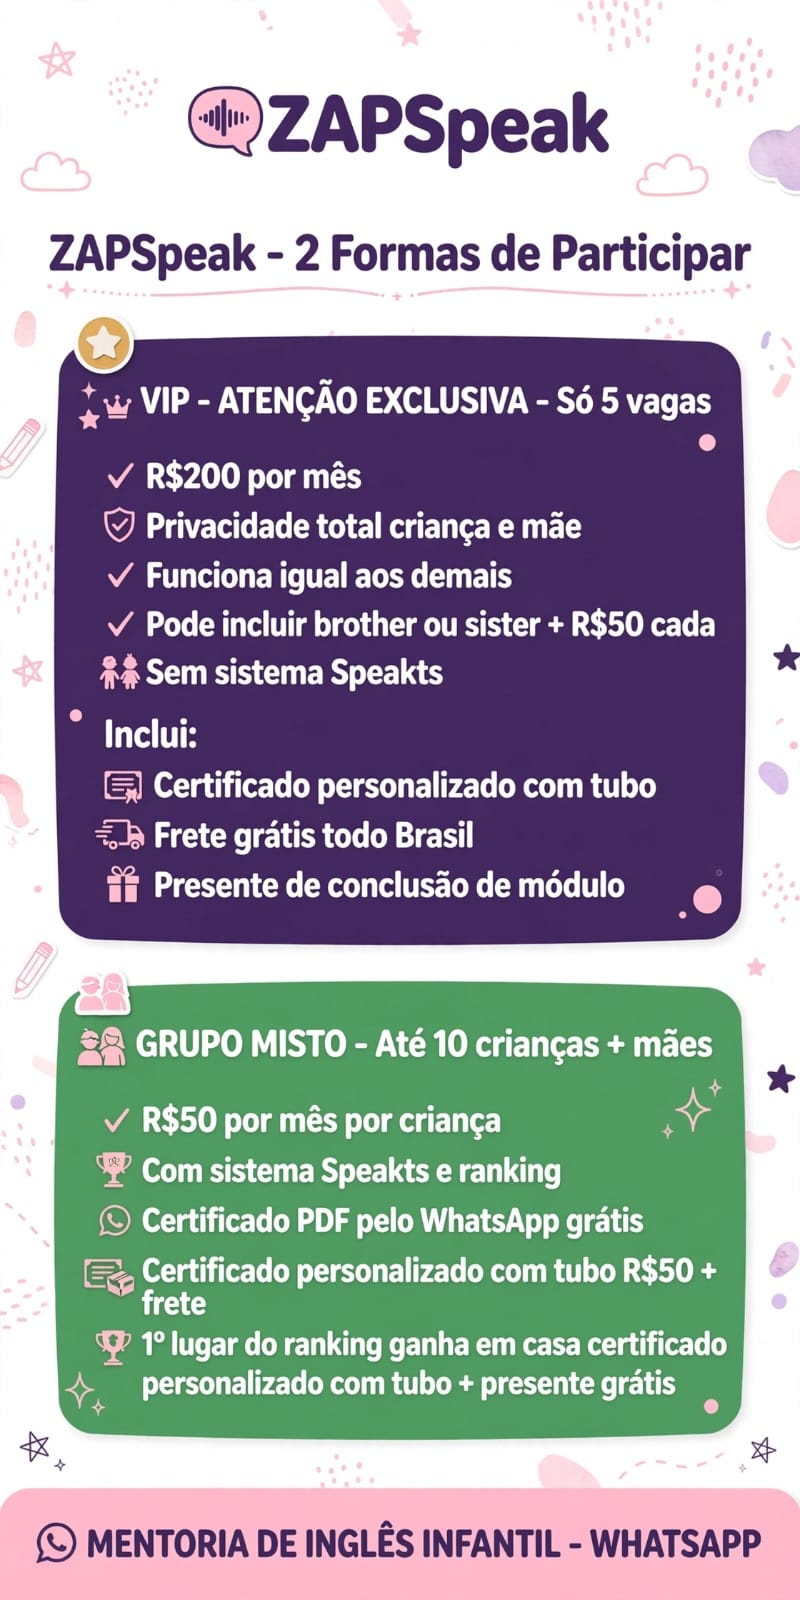 ZAPSpeak
ZAPSpeak - 2 Formas de Participar
VIP - ATENÇÃO EXCLUSIVA - Só 5 vagas
R$200 por mês
Privacidade total criança e mãe
Funciona igual aos demais
Pode incluir brother ou sister + R$50 cada
Sem sistema Speakts
Inclui:
Certificado personalizado com tubo
Frete grátis todo Brasil
Presente de conclusão de módulo
GRUPO MISTO - Até 10 crianças + mães
R$50 por mês por criança
Com sistema Speakts e ranking
Certificado PDF pelo WhatsApp grátis
Certificado personalizado com tubo R$50 +
frete
1º lugar do ranking ganha em casa certificado
personalizado com tubo + presente grátis
MENTORIA DE INGLÊS INFANTIL - WHATSAPP